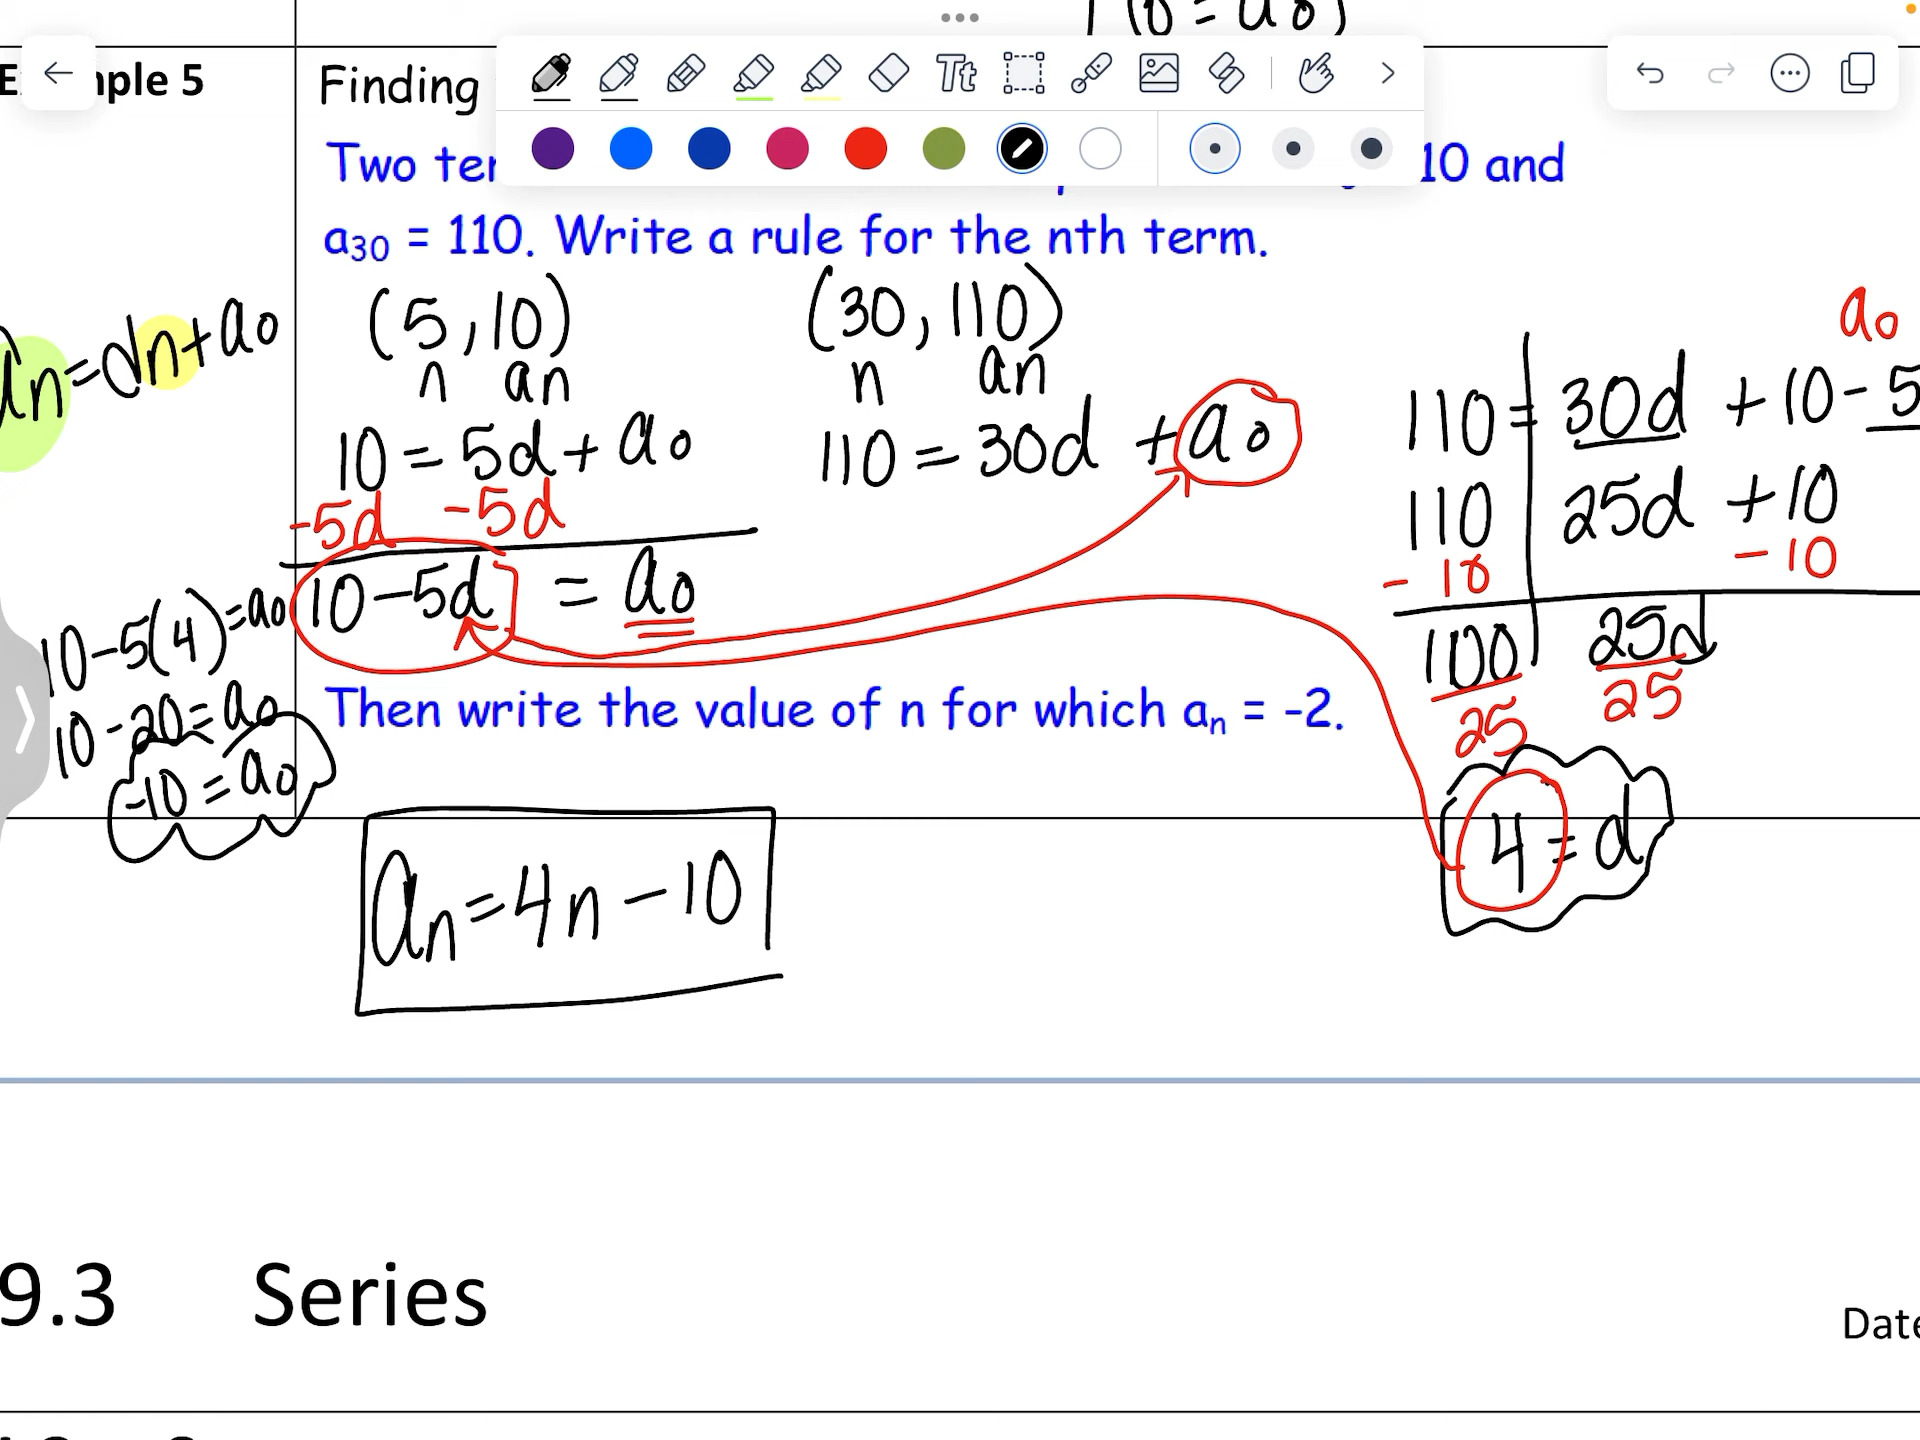 ple 5
Finding
Two ter
10 and
a30 = 110. Write a rule for the nth term.
an=dn+a0
(5,10)
n an
10=5d+a0
-5d -5d
10-5d = a0
(30,110)
n an
110=30d +a0
a0
110=30d +10-5
110 25d +10
-10 -10
100 25d
25 25
4=d
10-5(4)=a0
10-20=a0
-10=a0
Then write the value of n for which an = -2.
an=4n-10
9.3 Series
Date
Tt